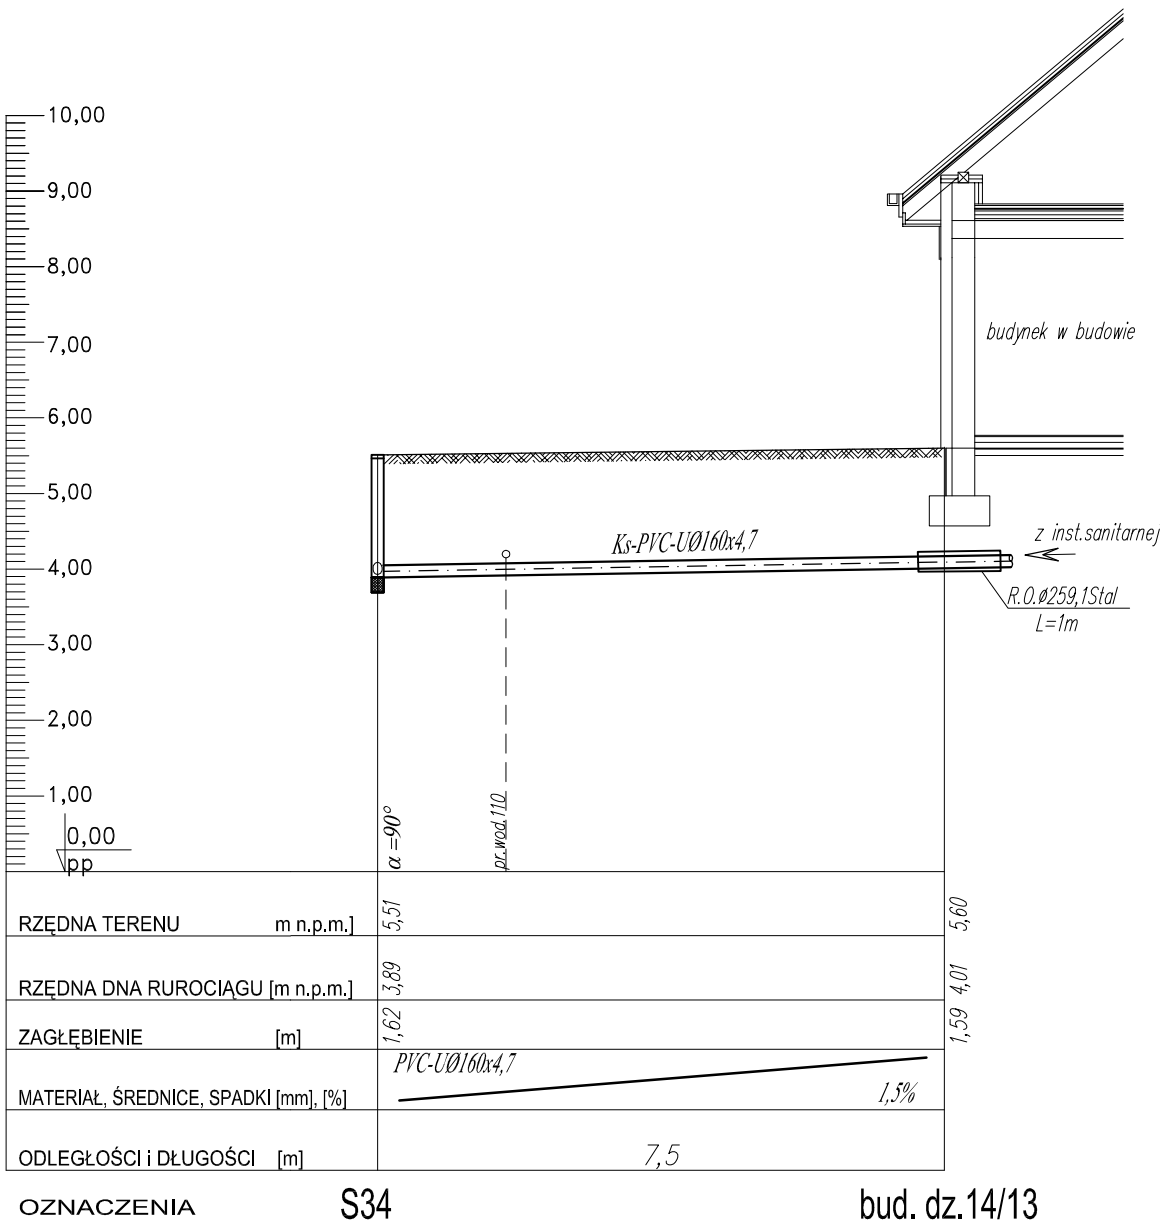 10,00
9,00
8,00
7,00
budynek w budowie
6,00
5,00
Ks-PVC-UØ160x4,7
z inst.sanitarnej
4,00
R.O.ø259,1Stal
L=1m
3,00
2,00
1,00
0,00
pp
α =90°
pr.wod.110
RZĘDNA TERENU m n.p.m.] 5,51 5,60
RZĘDNA DNA RUROCIĄGU [m n.p.m.] 3,89 4,01
ZAGŁĘBIENIE [m] 1,62 1,59
PVC-UØ160x4,7
MATERIAŁ, ŚREDNICE, SPADKI [mm], [%] 1,5%
ODLEGŁOŚCI i DŁUGOŚCI [m] 7,5
OZNACZENIA S34 bud. dz.14/13